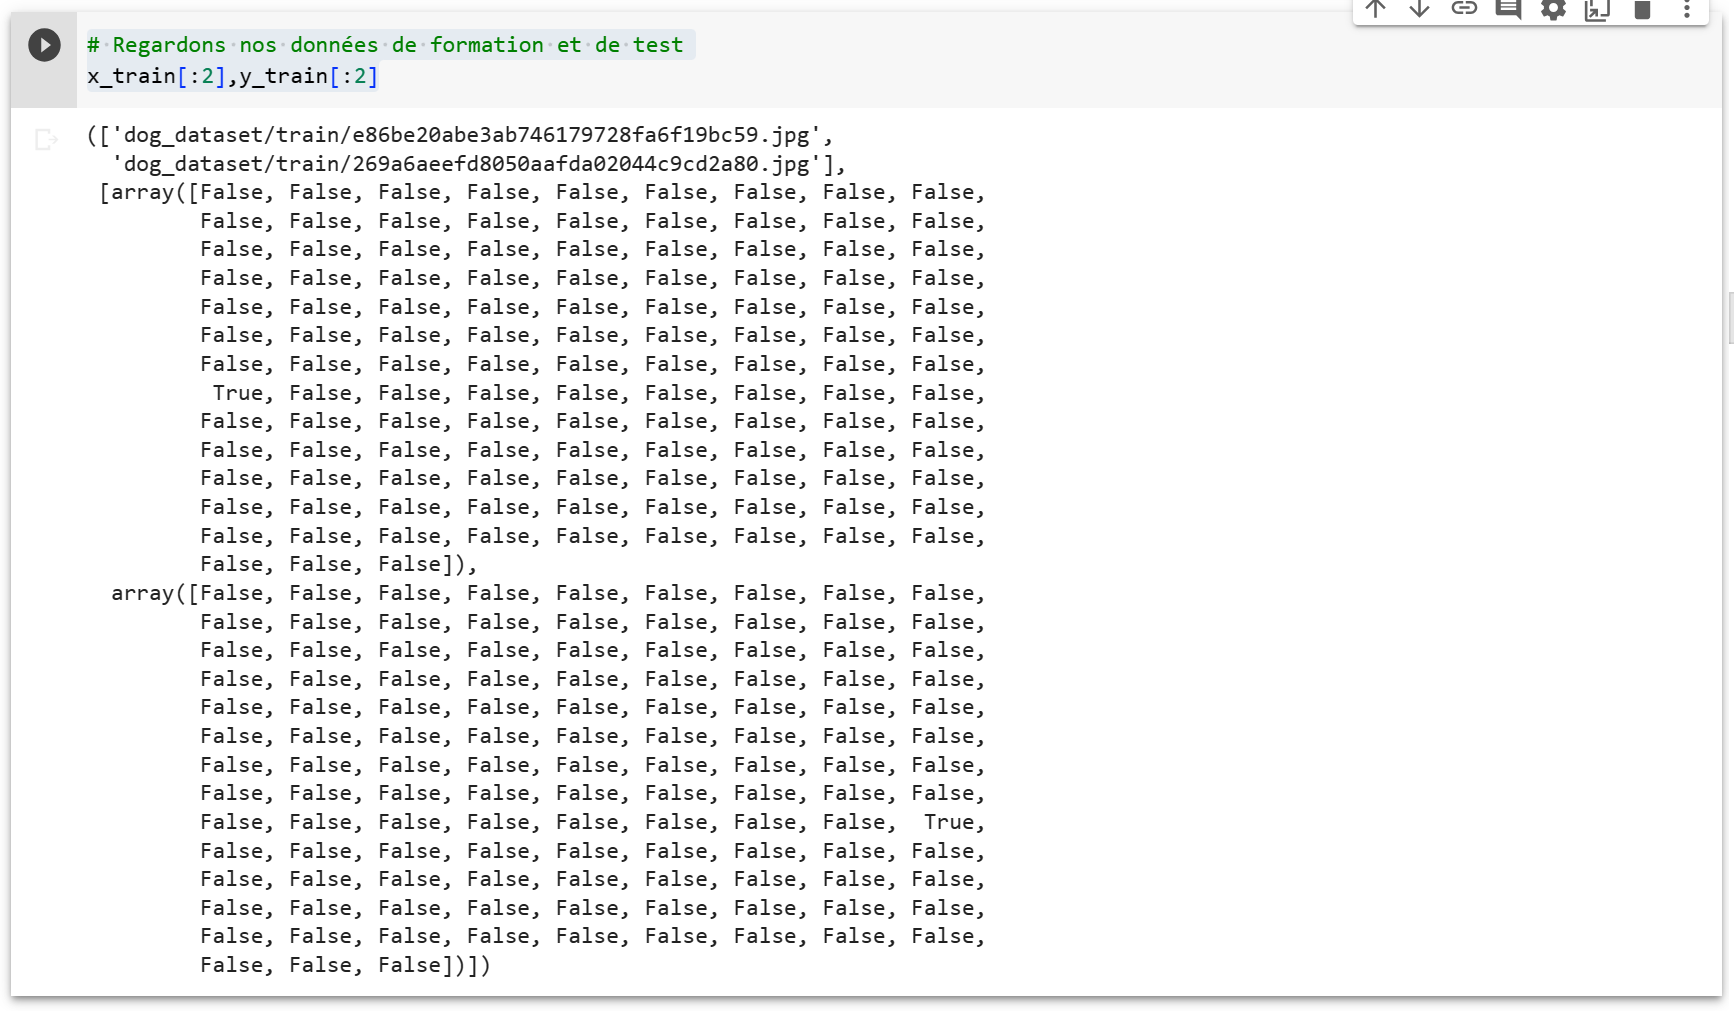 # Regardons nos données de formation et de test
x_train[:2],y_train[:2]
(['dog_dataset/train/e86be20abe3ab746179728fa6f19bc59.jpg',
'dog_dataset/train/269a6aeefd8050aafda02044c9cd2a80.jpg'],
[array([False, False, False, False, False, False, False, False, False,
False, False, False, False, False, False, False, False, False,
False, False, False, False, False, False, False, False, False,
False, False, False, False, False, False, False, False, False,
False, False, False, False, False, False, False, False, False,
False, False, False, False, False, False, False, False, False,
False, False, False, False, False, False, False, False, False,
True, False, False, False, False, False, False, False, False,
False, False, False, False, False, False, False, False, False,
False, False, False, False, False, False, False, False, False,
False, False, False, False, False, False, False, False, False,
False, False, False, False, False, False, False, False, False,
False, False, False, False, False, False, False, False, False,
False, False, False]),
array([False, False, False, False, False, False, False, False, False,
False, False, False, False, False, False, False, False, False,
False, False, False, False, False, False, False, False, False,
False, False, False, False, False, False, False, False, False,
False, False, False, False, False, False, False, False, False,
False, False, False, False, False, False, False, False, False,
False, False, False, False, False, False, False, False, False,
False, False, False, False, False, False, False, False, False,
False, False, False, False, False, False, False, False, True,
False, False, False, False, False, False, False, False, False,
False, False, False, False, False, False, False, False, False,
False, False, False, False, False, False, False, False, False,
False, False, False, False, False, False, False, False, False,
False, False, False])])